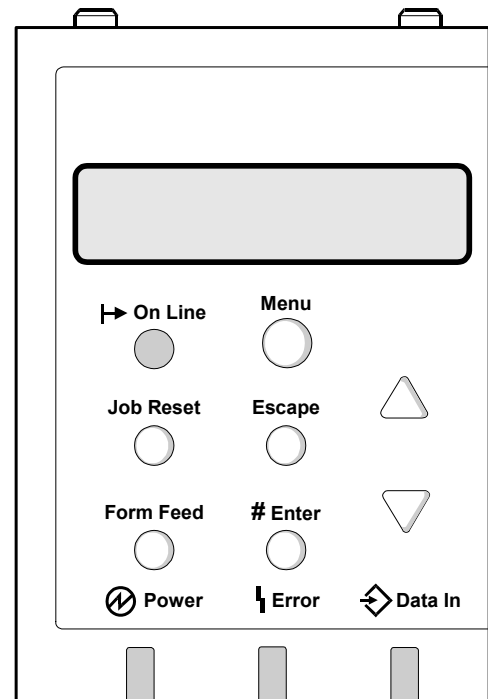 On Line
Menu
Job Reset
Escape
Form Feed
# Enter
Power
Error
Data In